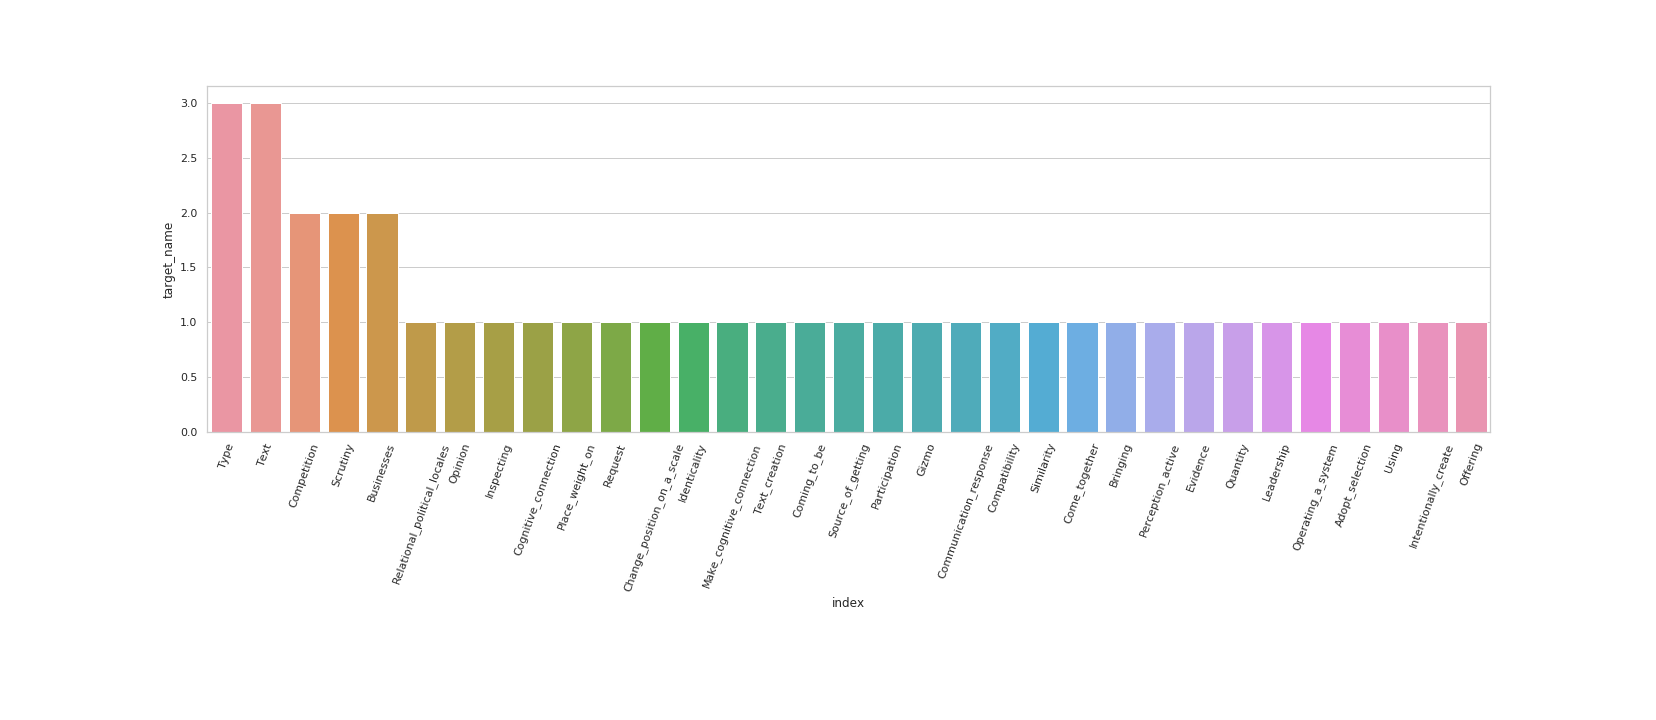 3.0
2.5
2.0
1.5
1.0
0.5
0.0
target_name
Type
Text
Competition
Scrutiny
Businesses
Relational_political_locales
Opinion
Inspecting
Cognitive_connection
Place_weight_on
Request
Change_position_on_a_scale
Identicality
Make_cognitive_connection
Text_creation
Coming_to_be
Source_of_getting
Participation
Gizmo
Communication_response
Compatibility
Similarity
Come_together
Bringing
Perception_active
Evidence
Quantity
Leadership
Operating_a_system
Adopt_selection
Using
Intentionally_create
Offering
index